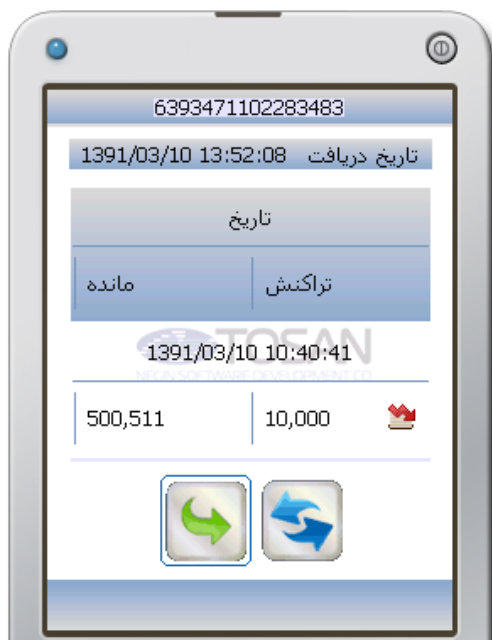 6393471102283483
تاریخ دریافت 1391/03/10 13:52:08
تاریخ
تراکنش مانده
TOSAN
1391/03/10 10:40:41
NEGIN SOFTWARE DEVELOPMENT CO
10,000 500,511